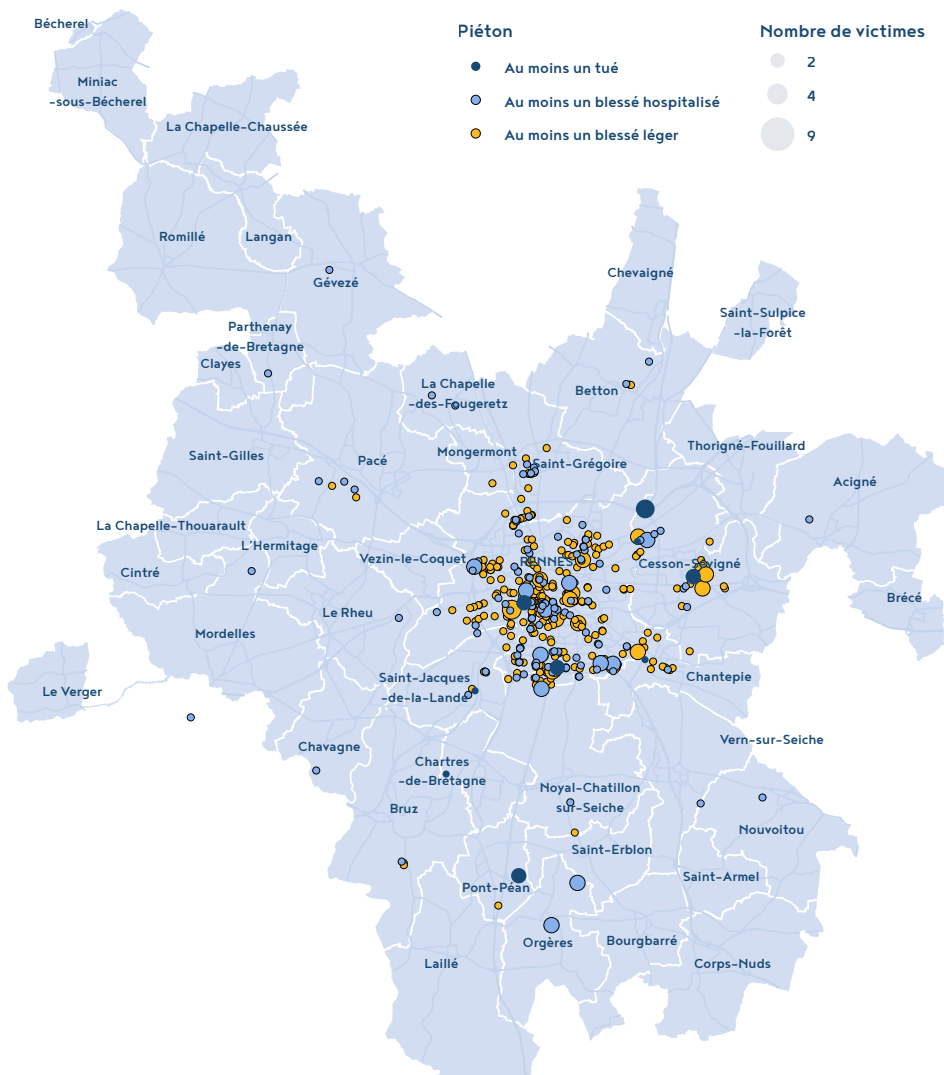 Bécherel
Piéton
Nombre de victimes
Au moins un tué
2
Miniac
-sous-Bécherel
Au moins un blessé hospitalisé
4
La Chapelle-Chaussée
Au moins un blessé léger
9
Romillé
Langan
Gévezé
Chevaigné
Saint-Sulpice
-la-Forêt
Parthenay
-de-Bretagne
Clayes
La Chapelle
-des-Fougeretz
Betton
Saint-Gilles
Pacé
Mongermont
Saint-Grégoire
Thorigné-Fouillard
Acigné
La Chapelle-Thouarault
L'Hermitage
Cintré
Vezin-le-Coquet
RENNES
Cesson-Sévigné
Brécé
Le Rheu
Mordelles
Le Verger
Saint-Jacques
-de-la-Lande
Chantepie
Chavagne
Vern-sur-Seiche
Chartres
-de-Bretagne
Noyal-Chatillon
sur-Seiche
Bruz
Nouvoitou
Saint-Erblon
Saint-Armel
Pont-Péan
Orgères
Bourgbarré
Laillé
Corps-Nuds